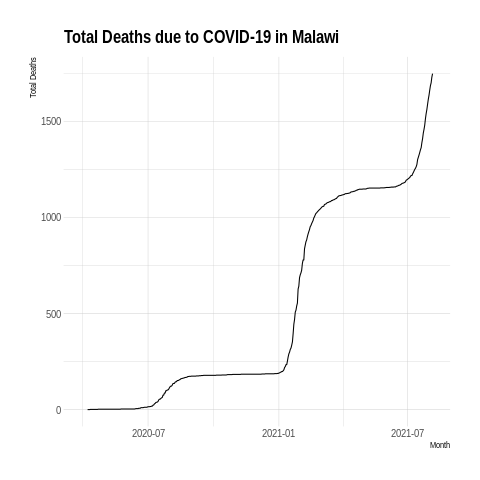 Total Deaths due to COVID-19 in Malawi
Total Deaths
1500
1000
500
0
2020-07
2021-01
2021-07
Month